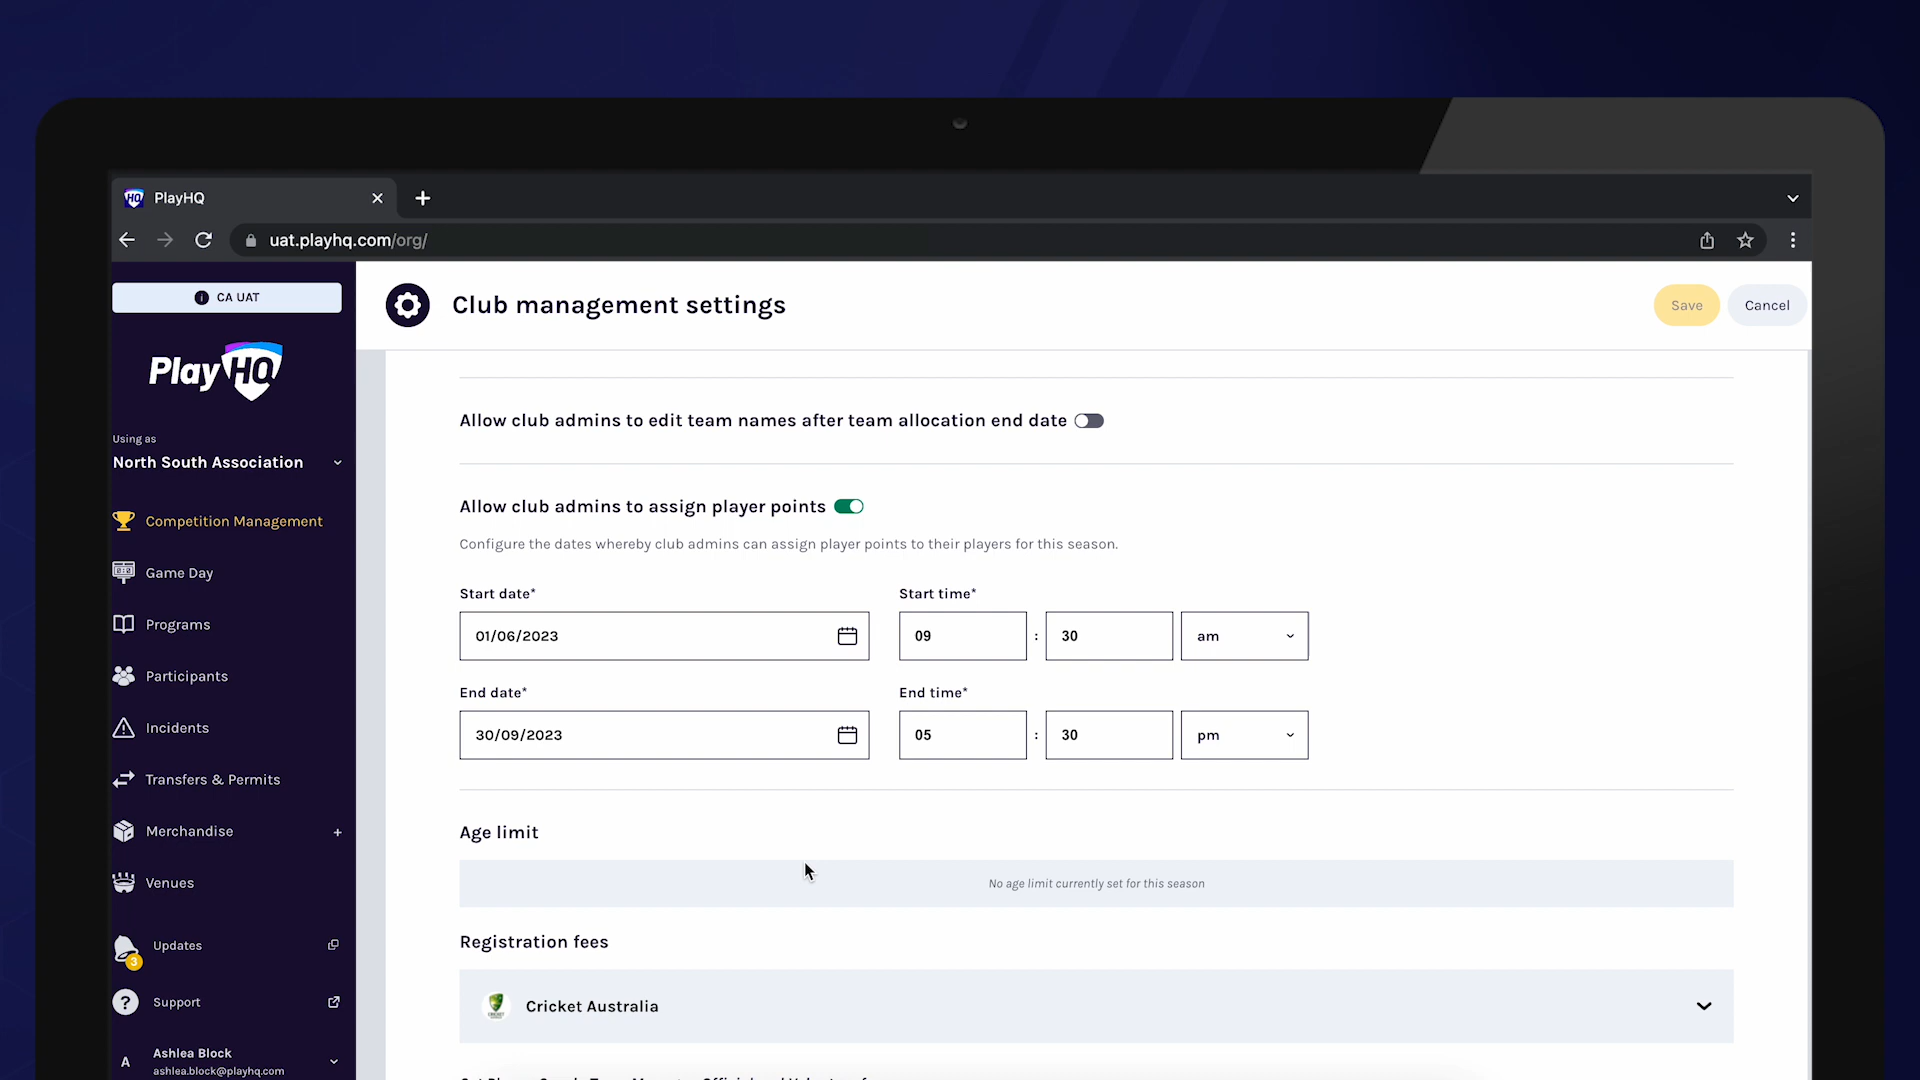 PlayHQ
uat.playhq.com/org/
CA UAT
PlayHQ
Using as
North South Association
Competition Management
Game Day
Programs
Participants
Incidents
Transfers & Permits
Merchandise
Venues
Updates
3
Support
A
Ashlea Block
ashlea.block@playhq.com
Club management settings
Save
Cancel
Allow club admins to edit team names after team allocation end date
Allow club admins to assign player points
Configure the dates whereby club admins can assign player points to their players for this season.
Start date*
Start time*
01/06/2023
09 : 30 am
End date*
End time*
30/09/2023
05 : 30 pm
Age limit
No age limit currently set for this season
Registration fees
Cricket Australia